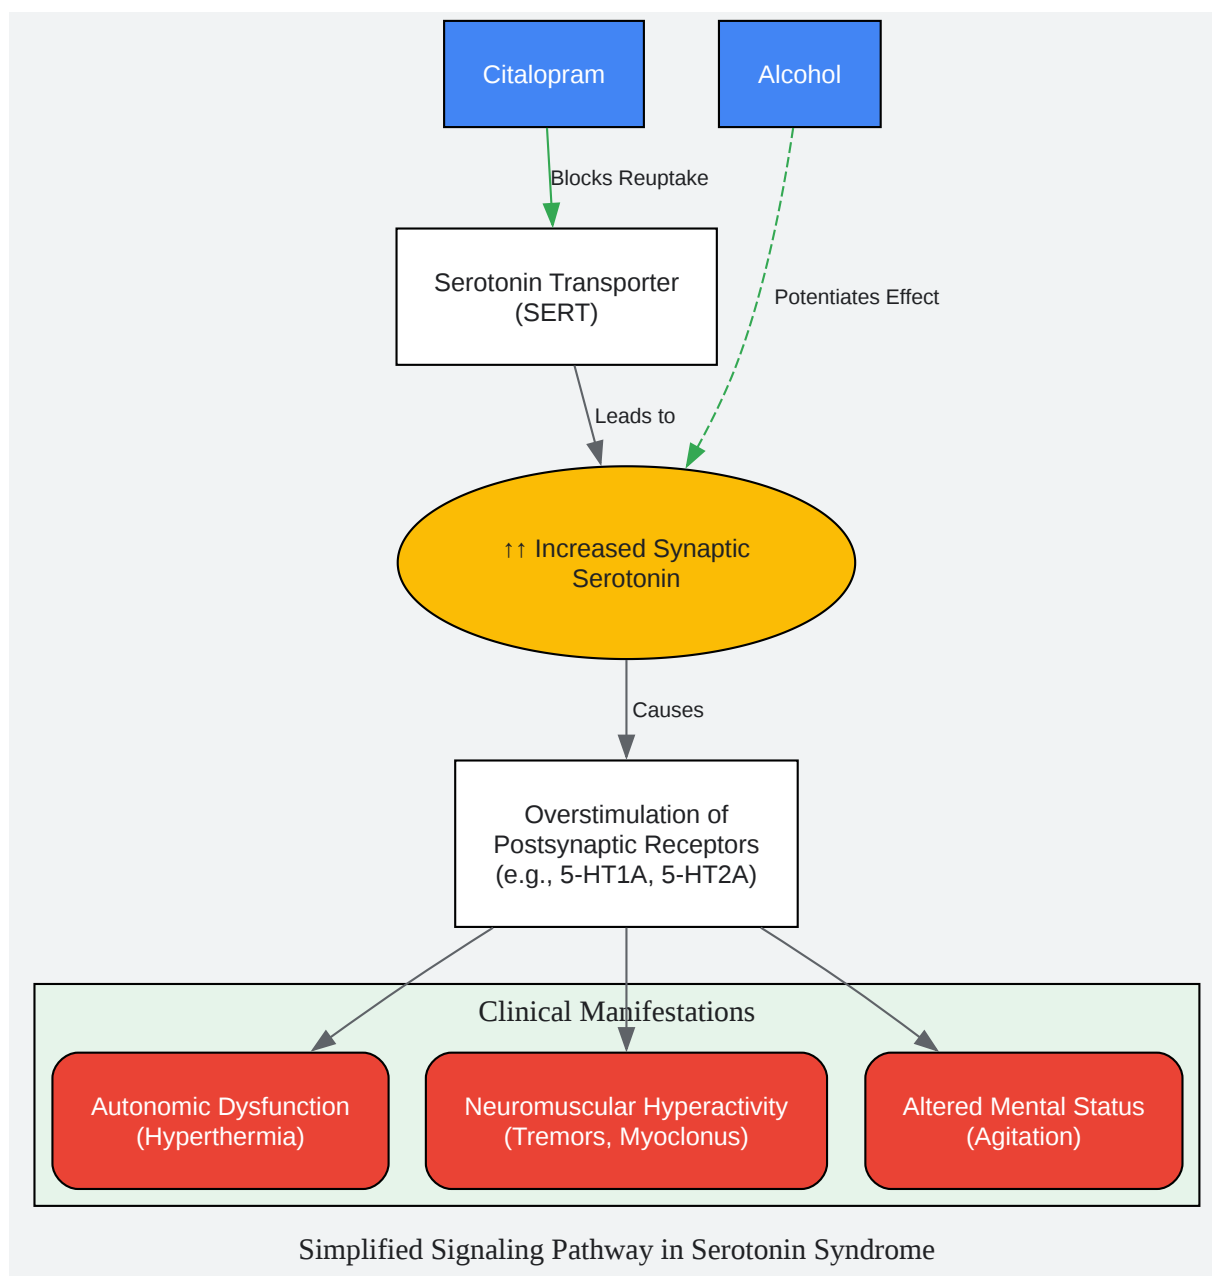 Citalopram
Alcohol
Blocks Reuptake
Serotonin Transporter
(SERT)
Potentiates Effect
Leads to
↑↑ Increased Synaptic
Serotonin
Causes
Overstimulation of
Postsynaptic Receptors
(e.g., 5-HT1A, 5-HT2A)
Clinical Manifestations
Autonomic Dysfunction
(Hyperthermia)
Neuromuscular Hyperactivity
(Tremors, Myoclonus)
Altered Mental Status
(Agitation)
Simplified Signaling Pathway in Serotonin Syndrome